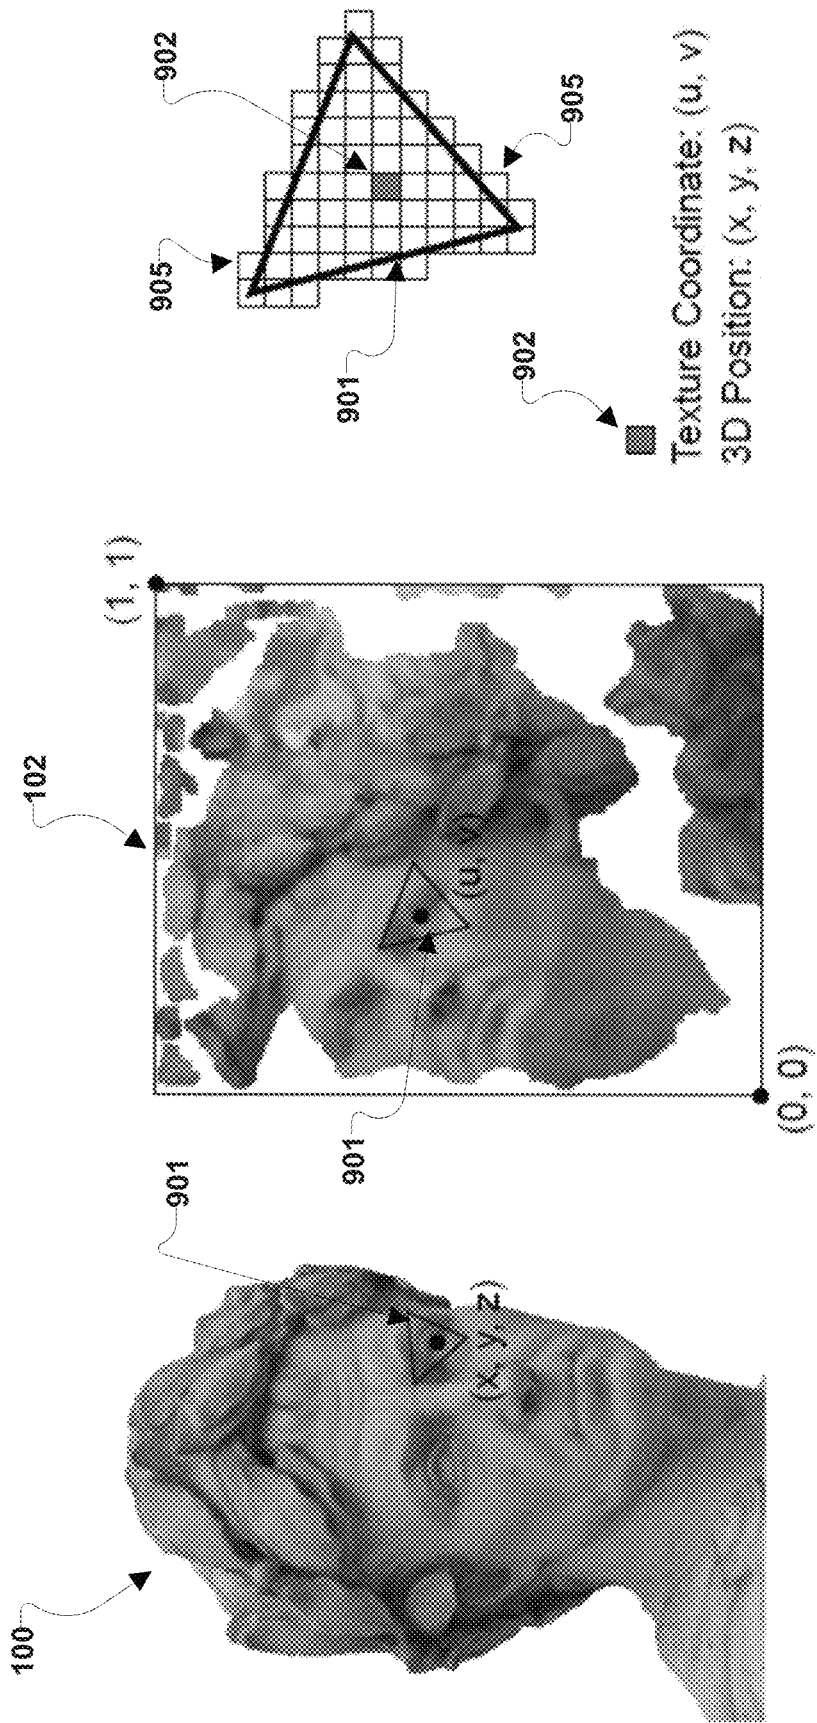 100
901
(x, y, z)
102
(1, 1)
901
(u, v)
(0, 0)
902
905
901
905
902
Texture Coordinate: (u, v)
3D Position: (x, y, z)